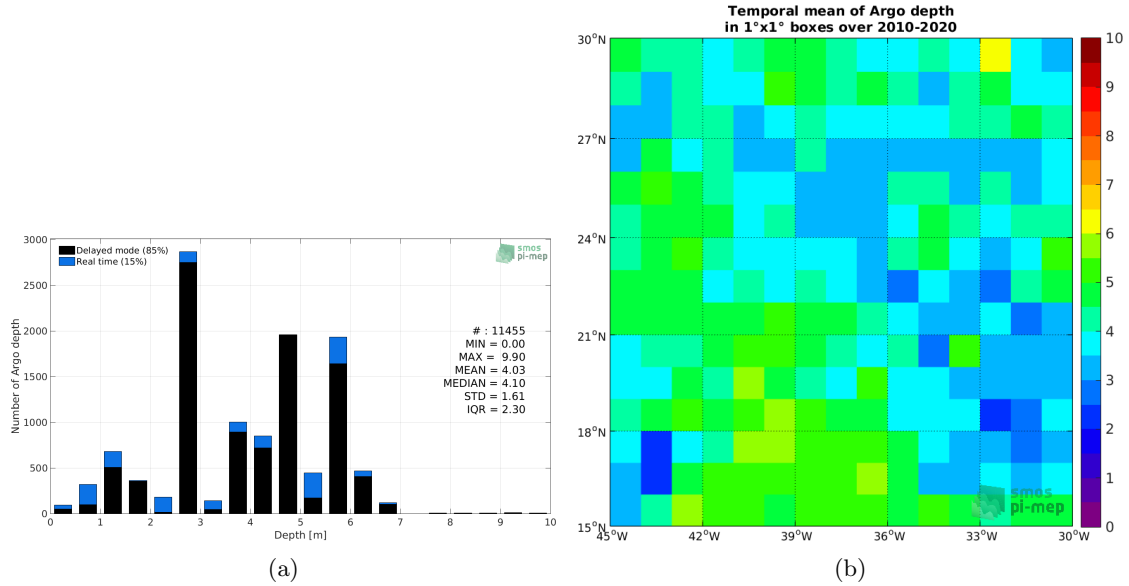 3000
2500
2000
1500
1000
500
0
Number of Argo depth
Delayed mode (85%)
Real time (15%)
smos
pi-mep
# : 11455
MIN = 0.00
MAX = 9.90
MEAN = 4.03
MEDIAN = 4.10
STD = 1.61
IQR = 2.30
0 1 2 3 4 5 6 7 8 9 10
Depth [m]
(a)
Temporal mean of Argo depth
in 1°x1° boxes over 2010-2020
30°N
27°N
24°N
21°N
18°N
15°N
45°W 42°W 39°W 36°W 33°W 30°W
smos
pi-mep
10
9
8
7
6
5
4
3
2
1
0
(b)